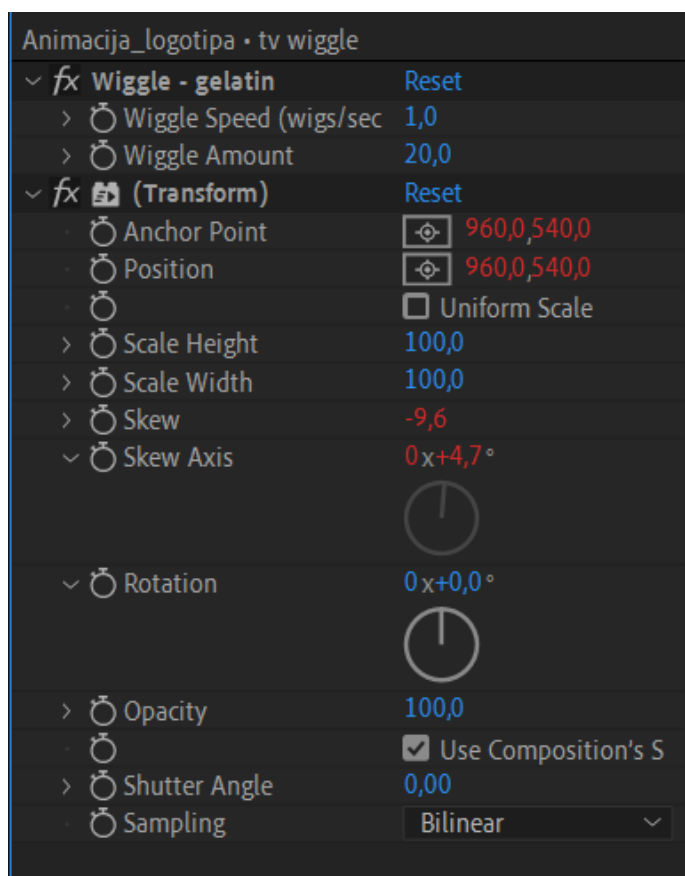 Animacija_logotipa • tv wiggle
fx Wiggle - gelatin Reset
Wiggle Speed (wigs/sec 1,0
Wiggle Amount 20,0
fx (Transform) Reset
Anchor Point 960,0,540,0
Position 960,0,540,0
Uniform Scale
Scale Height 100,0
Scale Width 100,0
Skew -9,6
Skew Axis 0x+4,7°
Rotation 0x+0,0°
Opacity 100,0
Use Composition's S
Shutter Angle 0,00
Sampling Bilinear